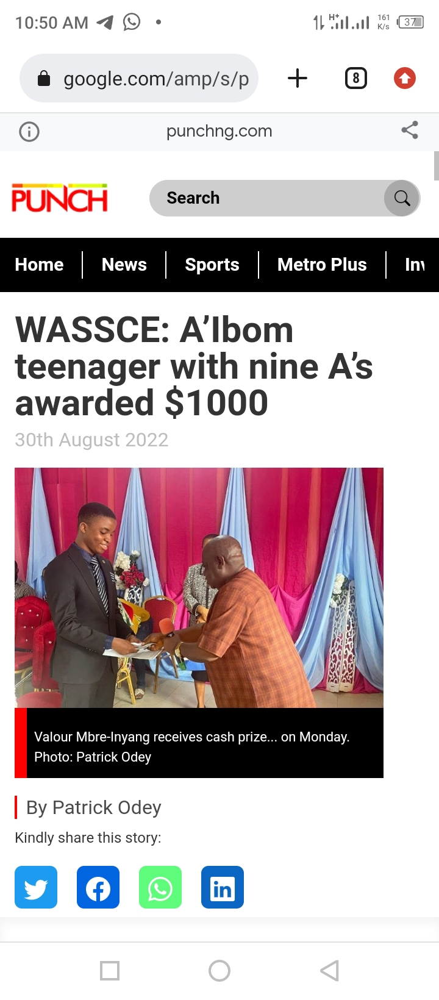 10:50 AM
H+
161
K/s
37
google.com/amp/s/p
8
punchng.com
PUNCH
Search
Home
News
Sports
Metro Plus
Inv
WASSCE: A’Ibom
teenager with nine A’s
awarded $1000
30th August 2022
Valour Mbre-Inyang receives cash prize... on Monday.
Photo: Patrick Odey
By Patrick Odey
Kindly share this story:
in